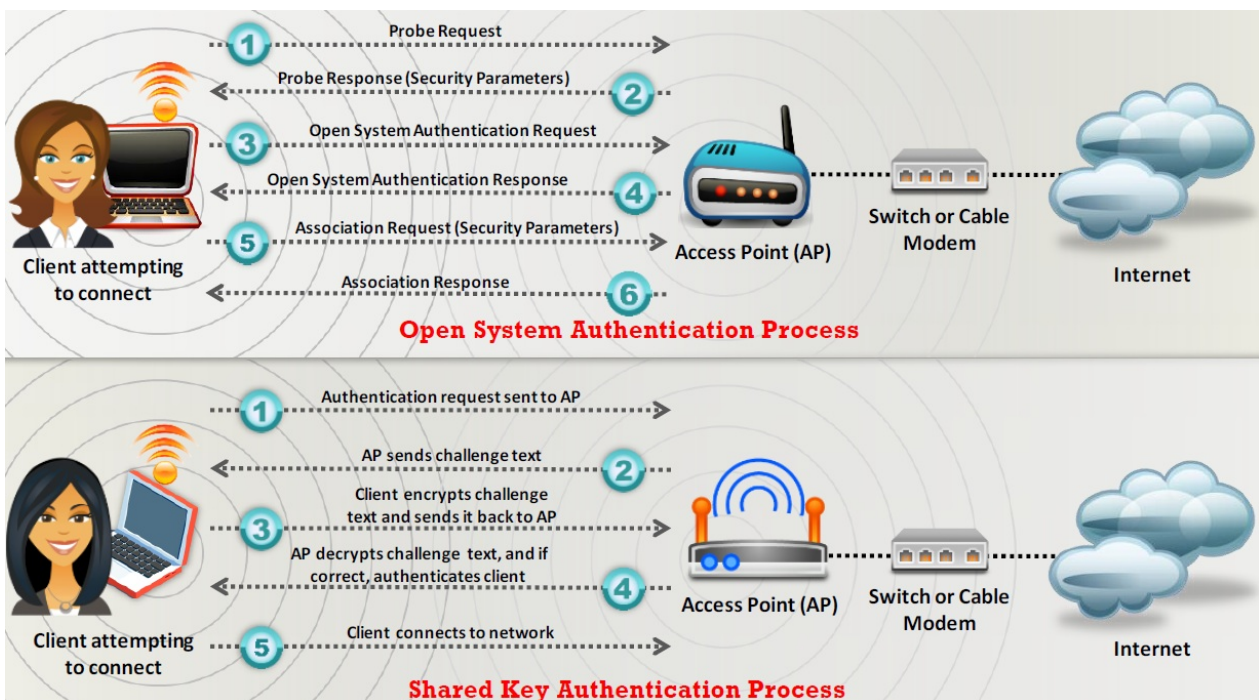 1
Probe Request
Probe Response (Security Parameters)
2
3
Open System Authentication Request
Open System Authentication Response
4
5
Association Request (Security Parameters)
Association Response
6
Client attempting
to connect
Access Point (AP)
Switch or Cable
Modem
Internet
Open System Authentication Process
1
Authentication request sent to AP
AP sends challenge text
2
3
Client encrypts challenge
text and sends it back to AP
AP decrypts challenge text, and if
correct, authenticates client
4
5
Client connects to network
Client attempting
to connect
Access Point (AP)
Switch or Cable
Modem
Internet
Shared Key Authentication Process